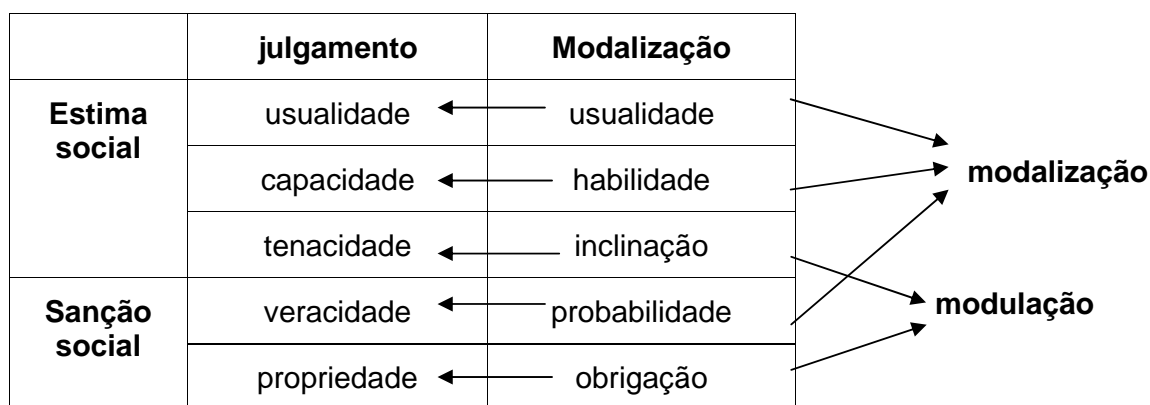 julgamento Modalização
Estima
social
usualidade usualidade
capacidade habilidade modalização
tenacidade inclinação
Sanção
social
veracidade probabilidade modulação
propriedade obrigação